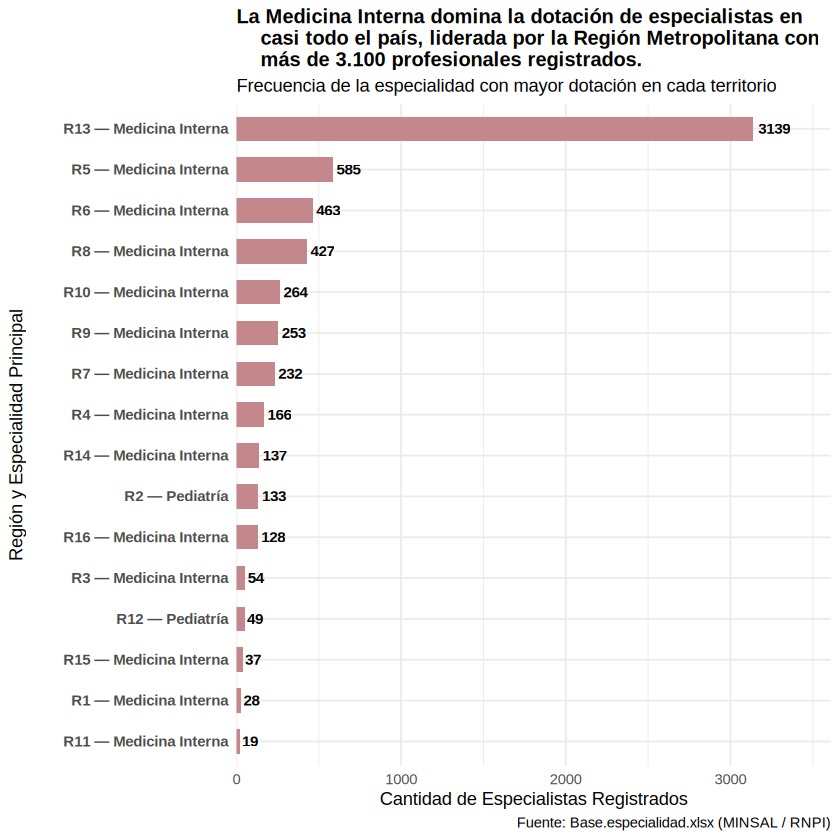 La Medicina Interna domina la dotación de especialistas en
casi todo el país, liderada por la Región Metropolitana con
más de 3.100 profesionales registrados.
Frecuencia de la especialidad con mayor dotación en cada territorio
Región y Especialidad Principal
R13 — Medicina Interna 3139
R5 — Medicina Interna 585
R6 — Medicina Interna 463
R8 — Medicina Interna 427
R10 — Medicina Interna 264
R9 — Medicina Interna 253
R7 — Medicina Interna 232
R4 — Medicina Interna 166
R14 — Medicina Interna 137
R2 — Pediatría 133
R16 — Medicina Interna 128
R3 — Medicina Interna 54
R12 — Pediatría 49
R15 — Medicina Interna 37
R1 — Medicina Interna 28
R11 — Medicina Interna 19
0 1000 2000 3000
Cantidad de Especialistas Registrados
Fuente: Base.especialidad.xlsx (MINSAL / RNPI)